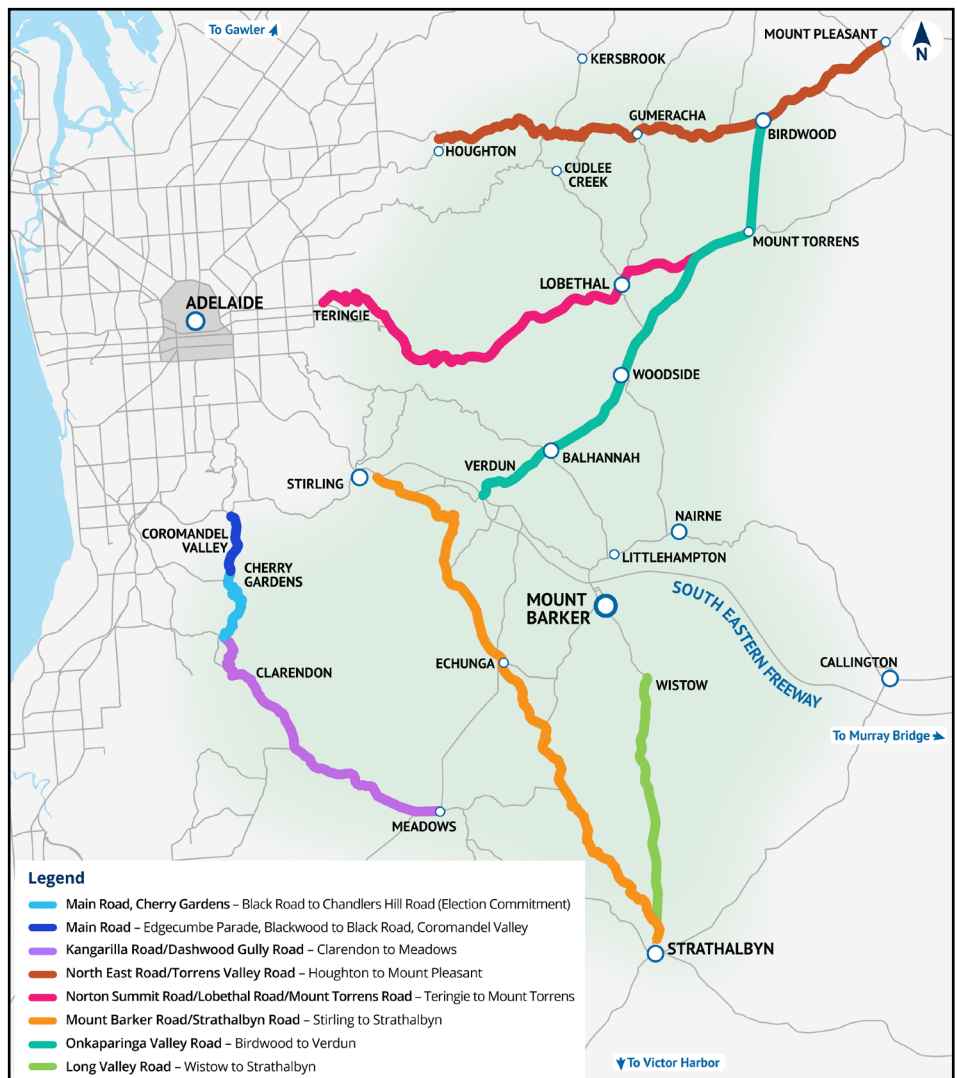 To Gawler
MOUNT PLEASANT
N
KERSBROOK
GUMERACHA
BIRDWOOD
HOUGHTON
CUDLEE
CREEK
MOUNT TORRENS
LOBETHAL
ADELAIDE
TERINGIE
WOODSIDE
BALHANNAH
VERDUN
STIRLING
NAIRNE
COROMANDEL
VALLEY
LITTLEHAMPTON
CHERRY
GARDENS
SOUTH EASTERN FREEWAY
MOUNT
BARKER
ECHUNGA
CALLINGTON
CLARENDON
WISTOW
To Murray Bridge
MEADOWS
Legend
Main Road, Cherry Gardens – Black Road to Chandlers Hill Road (Election Commitment)
Main Road – Edgecumbe Parade, Blackwood to Black Road, Coromandel Valley
Kangarilla Road/Dashwood Gully Road – Clarendon to Meadows
North East Road/Torrens Valley Road – Houghton to Mount Pleasant
Norton Summit Road/Lobethal Road/Mount Torrens Road – Teringie to Mount Torrens
Mount Barker Road/Strathalbyn Road – Stirling to Strathalbyn
Onkaparinga Valley Road – Birdwood to Verdun
Long Valley Road – Wistow to Strathalbyn
STRATHALBYN
To Victor Harbor